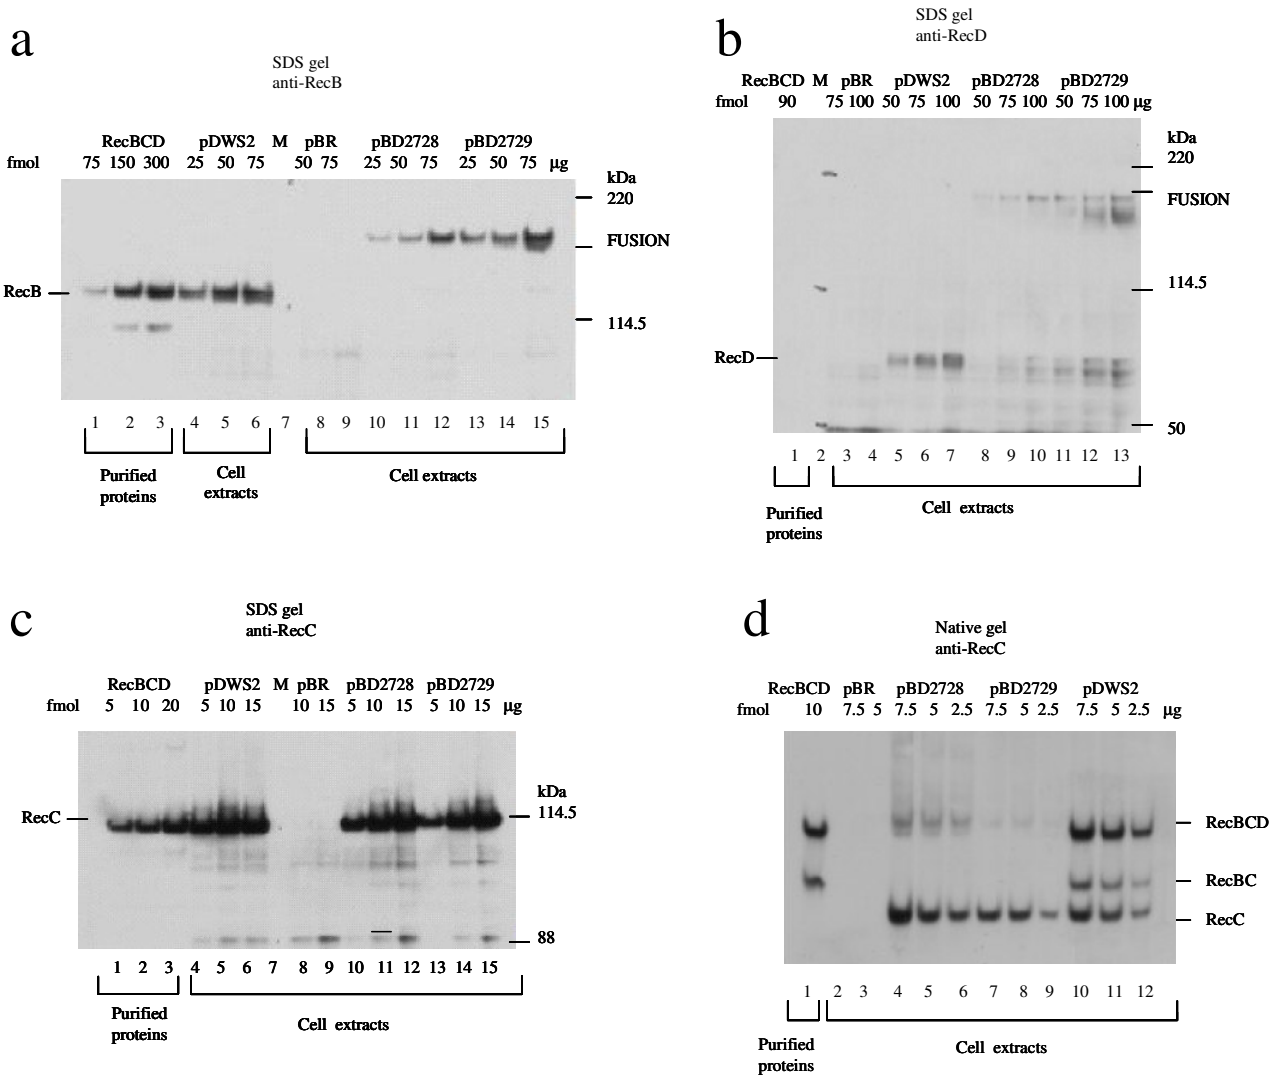 a
SDS gel
anti-RecB
RecBCD pDWS2 M pBR pBD2728 pBD2729
fmol 75 150 300 25 50 75 50 75 25 50 75 25 50 75 µg
kDa
220
FUSION
RecB
114.5
1 2 3 4 5 6 7 8 9 10 11 12 13 14 15
Purified
proteins
Cell
extracts
Cell extracts
b
SDS gel
anti-RecD
RecBCD M pBR pDWS2 pBD2728 pBD2729
fmol 90 75 100 50 75 100 50 75 100 50 75 100 µg
kDa
220
FUSION
114.5
RecD
50
1 2 3 4 5 6 7 8 9 10 11 12 13
Purified
proteins
Cell extracts
c
SDS gel
anti-RecC
RecBCD pDWS2 M pBR pBD2728 pBD2729
fmol 5 10 20 5 10 15 10 15 5 10 15 5 10 15 µg
kDa
RecC
114.5
88
1 2 3 4 5 6 7 8 9 10 11 12 13 14 15
Purified
proteins
Cell extracts
d
Native gel
anti-RecC
RecBCD pBR pBD2728 pBD2729 pDWS2
fmol 10 7.5 5 7.5 5 2.5 7.5 5 2.5 7.5 5 2.5 µg
RecBCD
RecBC
RecC
1 2 3 4 5 6 7 8 9 10 11 12
Purified
proteins
Cell extracts